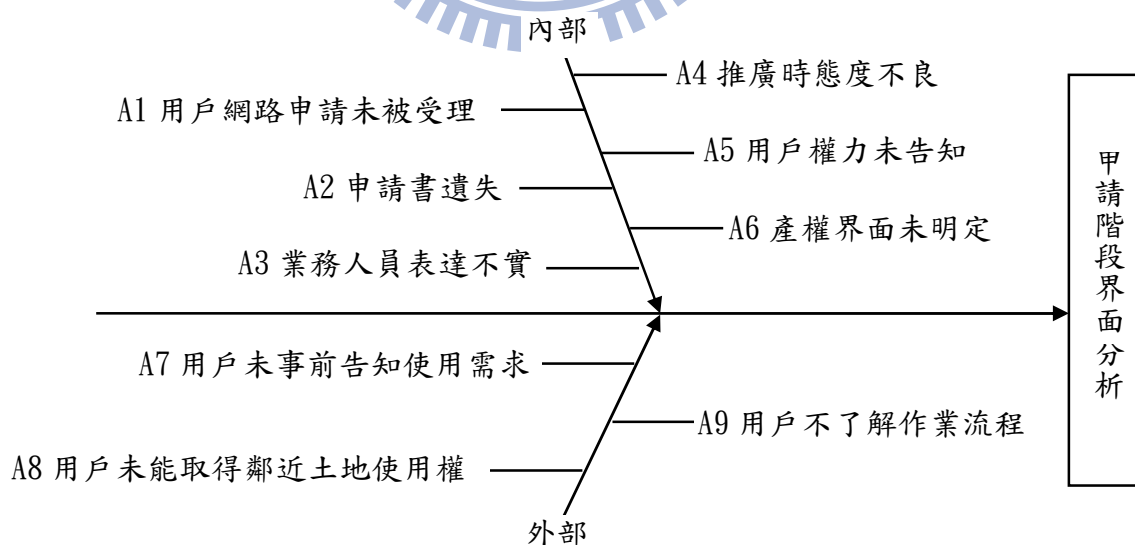 內部
A4 推廣時態度不良
A1 用戶網路申請未被受理
A5 用戶權力未告知
A2 申請書遺失
A6 產權界面未明定
A3 業務人員表達不實
甲請階段界面分析
A7 用戶未事前告知使用需求
A9 用戶不了解作業流程
A8 用戶未能取得鄰近土地使用權
外部